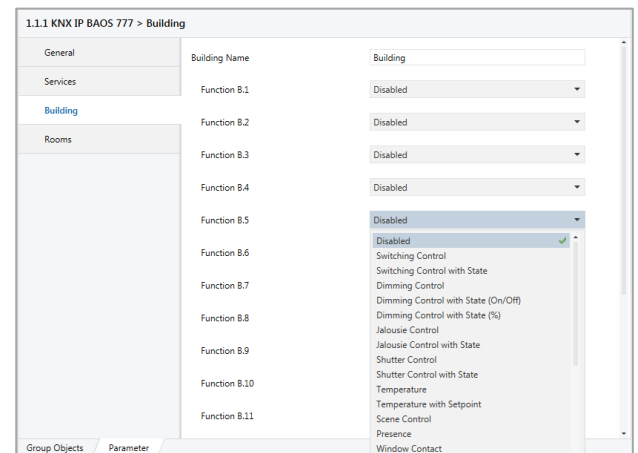 1.1.1 KNX IP BAOS 777 > Building
General
Services
Building
Rooms
Building Name Building
Function B.1 Disabled
Function B.2 Disabled
Function B.3 Disabled
Function B.4 Disabled
Function B.5 Disabled
Disabled
Function B.6 Switching Control
Switching Control with State
Function B.7 Dimming Control
Dimming Control with State (On/Off)
Function B.8 Dimming Control with State (%)
Jalousie Control
Function B.9 Jalousie Control with State
Shutter Control
Shutter Control with State
Function B.10 Temperature
Temperature with Setpoint
Function B.11 Scene Control
Presence
Window Contact
Group Objects Parameter